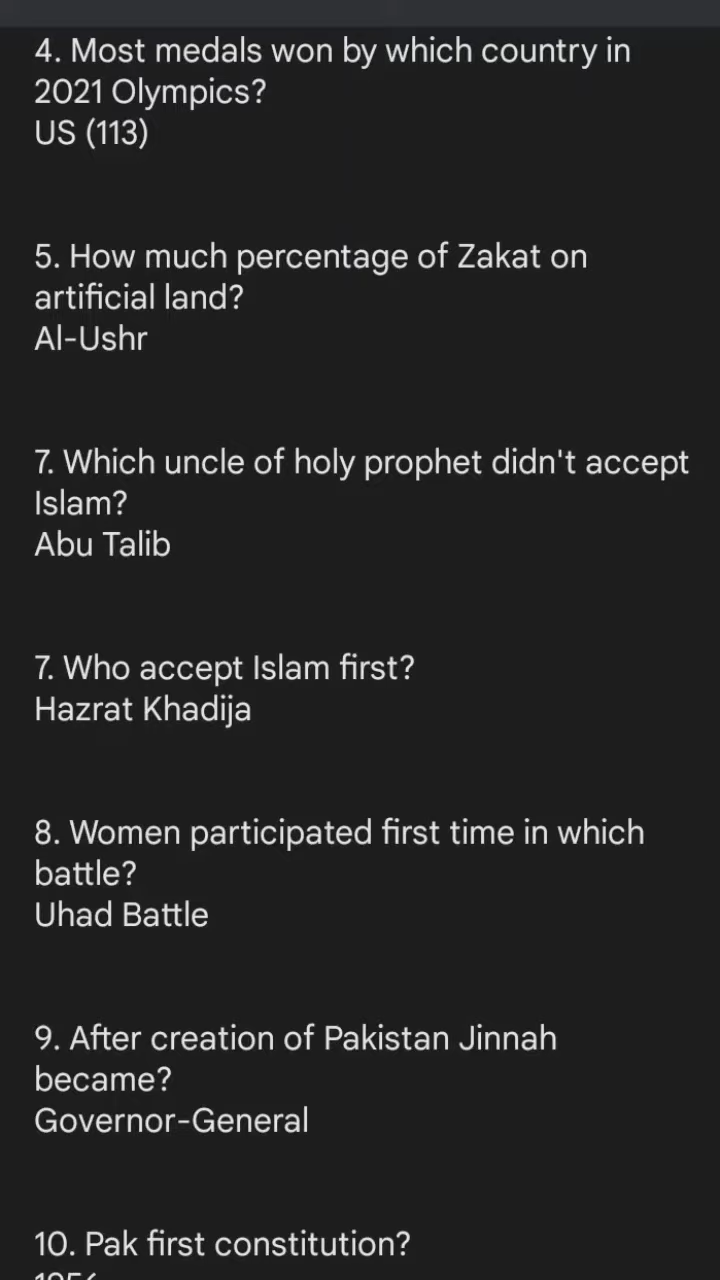 4. Most medals won by which country in
2021 Olympics?
US (113)
5. How much percentage of Zakat on
artificial land?
Al-Ushr
7. Which uncle of holy prophet didn't accept
Islam?
Abu Talib
7. Who accept Islam first?
Hazrat Khadija
8. Women participated first time in which
battle?
Uhad Battle
9. After creation of Pakistan Jinnah
became?
Governor-General
10. Pak first constitution?